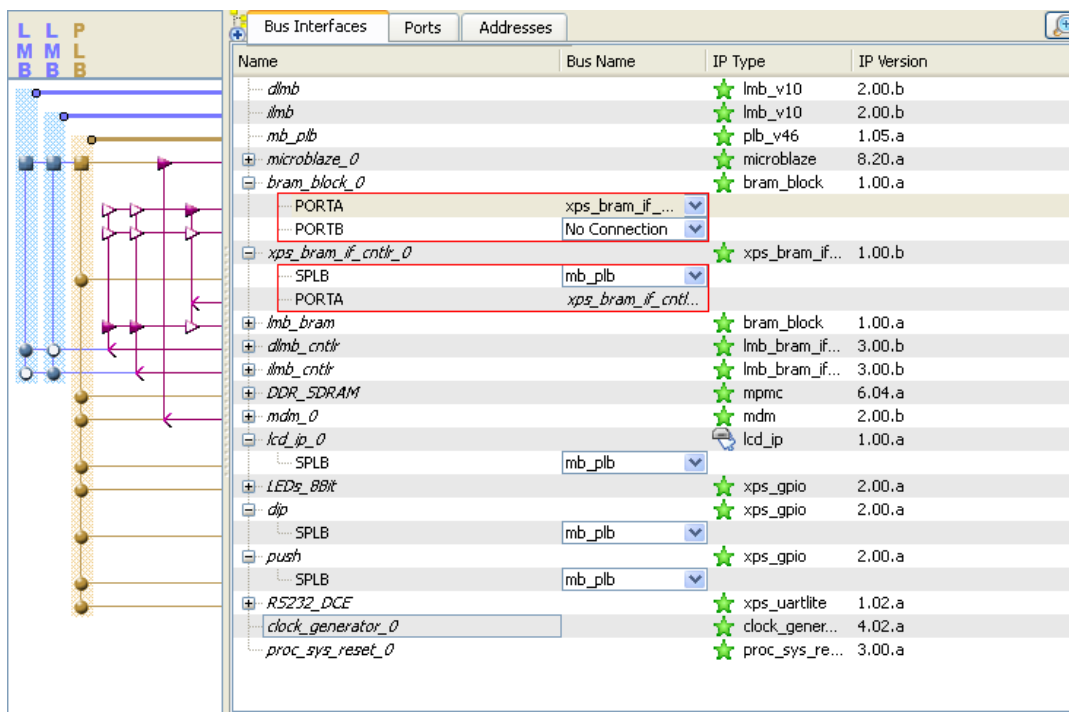 L L P
M M L
B B B
Bus Interfaces Ports Addresses
Name Bus Name IP Type IP Version
dlmb lmb_v10 2.00.b
ilmb lmb_v10 2.00.b
mb_plb plb_v46 1.05.a
microblaze_0 microblaze 8.20.a
bram_block_0 bram_block 1.00.a
PORTA xps_bram_if_...
PORTB No Connection
xps_bram_if_cntlr_0 xps_bram_if... 1.00.b
SPLB mb_plb
PORTA xps_bram_if_cntl...
lmb_bram bram_block 1.00.a
dlmb_cntlr lmb_bram_if... 3.00.b
ilmb_cntlr lmb_bram_if... 3.00.b
DDR_SDRAM mpmc 6.04.a
mdm_0 mdm 2.00.b
lcd_ip_0 lcd_ip 1.00.a
SPLB mb_plb
LEDs_8Bit xps_gpio 2.00.a
dip xps_gpio 2.00.a
SPLB mb_plb
push xps_gpio 2.00.a
SPLB mb_plb
RS232_DCE xps_uartlite 1.02.a
clock_generator_0 clock_gener... 4.02.a
proc_sys_reset_0 proc_sys_re... 3.00.a